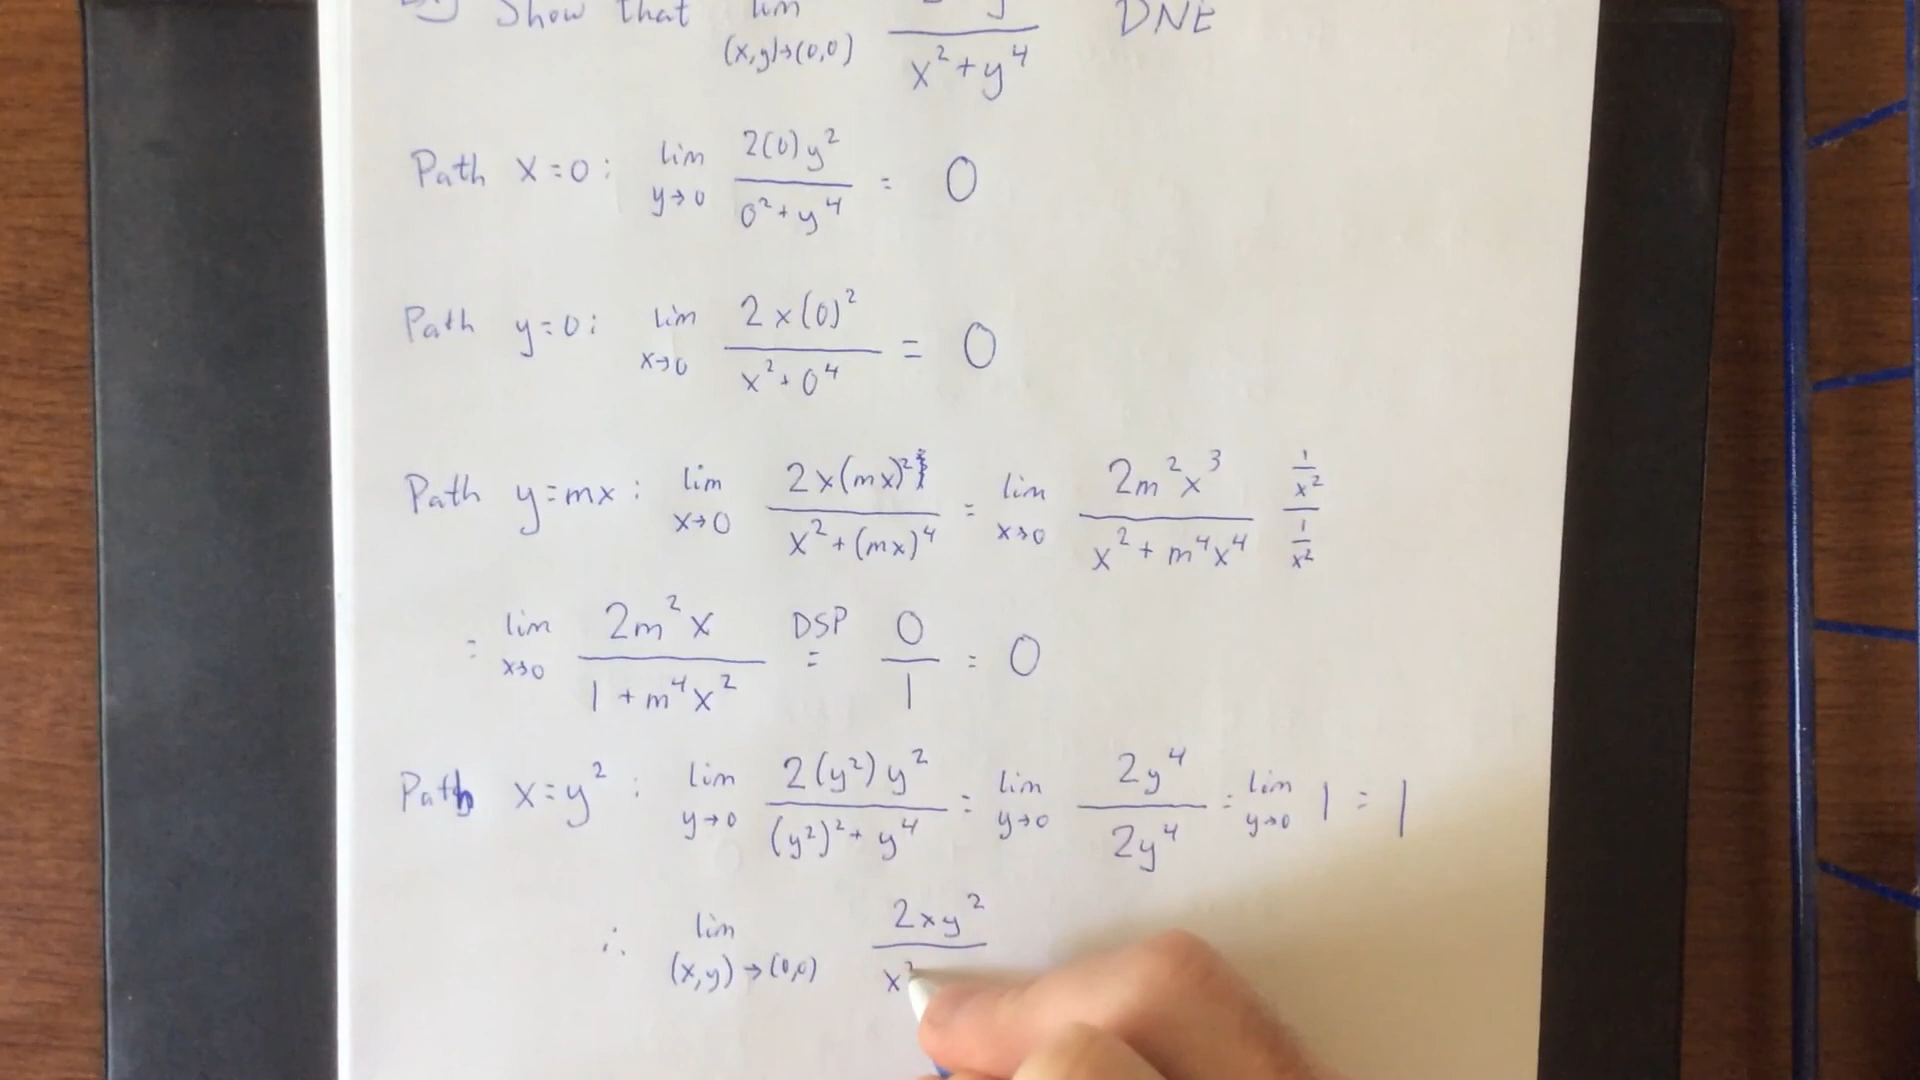 Show that lim (x,y)→(0,0) / x²+y⁴ DNE
Path x=0: lim y→0 2(0)y² / 0²+y⁴ = 0
Path y=0: lim x→0 2x(0)² / x²+0⁴ = 0
Path y=mx: lim x→0 2x(mx)² / x²+(mx)⁴ = lim x→0 2m²x³ / x²+m⁴x⁴ 1/x² / 1/x²
= lim x→0 2m²x / 1+m⁴x² DSP = 0/1 = 0
Path x=y²: lim y→0 2(y²)y² / (y²)²+y⁴ = lim y→0 2y⁴ / 2y⁴ = lim y→0 1 = 1
∴ lim (x,y)→(0,0) 2xy² / x²